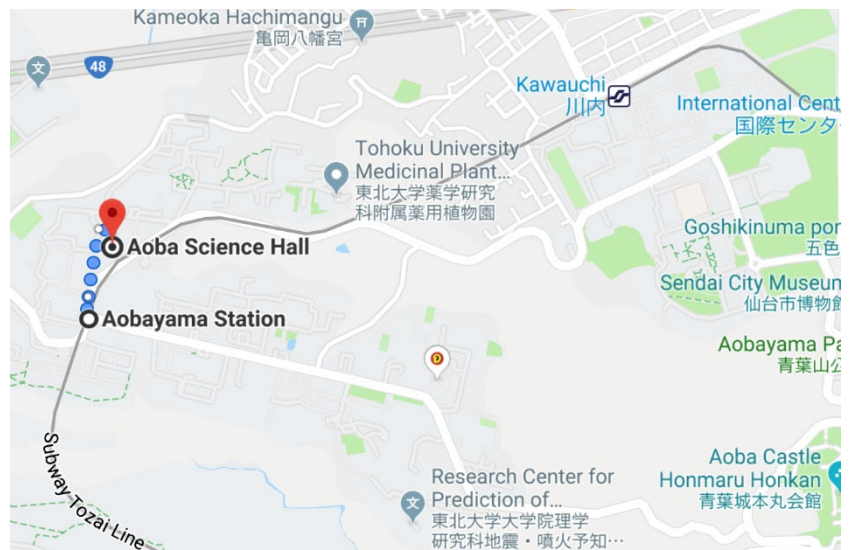 Kameoka Hachimangu
亀岡八幡宮
文
48
Kawauchi
川内
International Cent
国際センタ
Tohoku University
Medicinal Plant...
東北大学薬学研究
科附属薬用植物園
Goshikinuma pon
五色
Aoba Science Hall
Sendai City Museum
仙台市博物館
Aobayama Station
Aobayama Pa
青葉山公
Subway Tozai Line
Aoba Castle
Honmaru Honkan
青葉城本丸会館
Research Center for
Prediction of...
文
東北大学大学院理学
研究科地震・噴火予知…